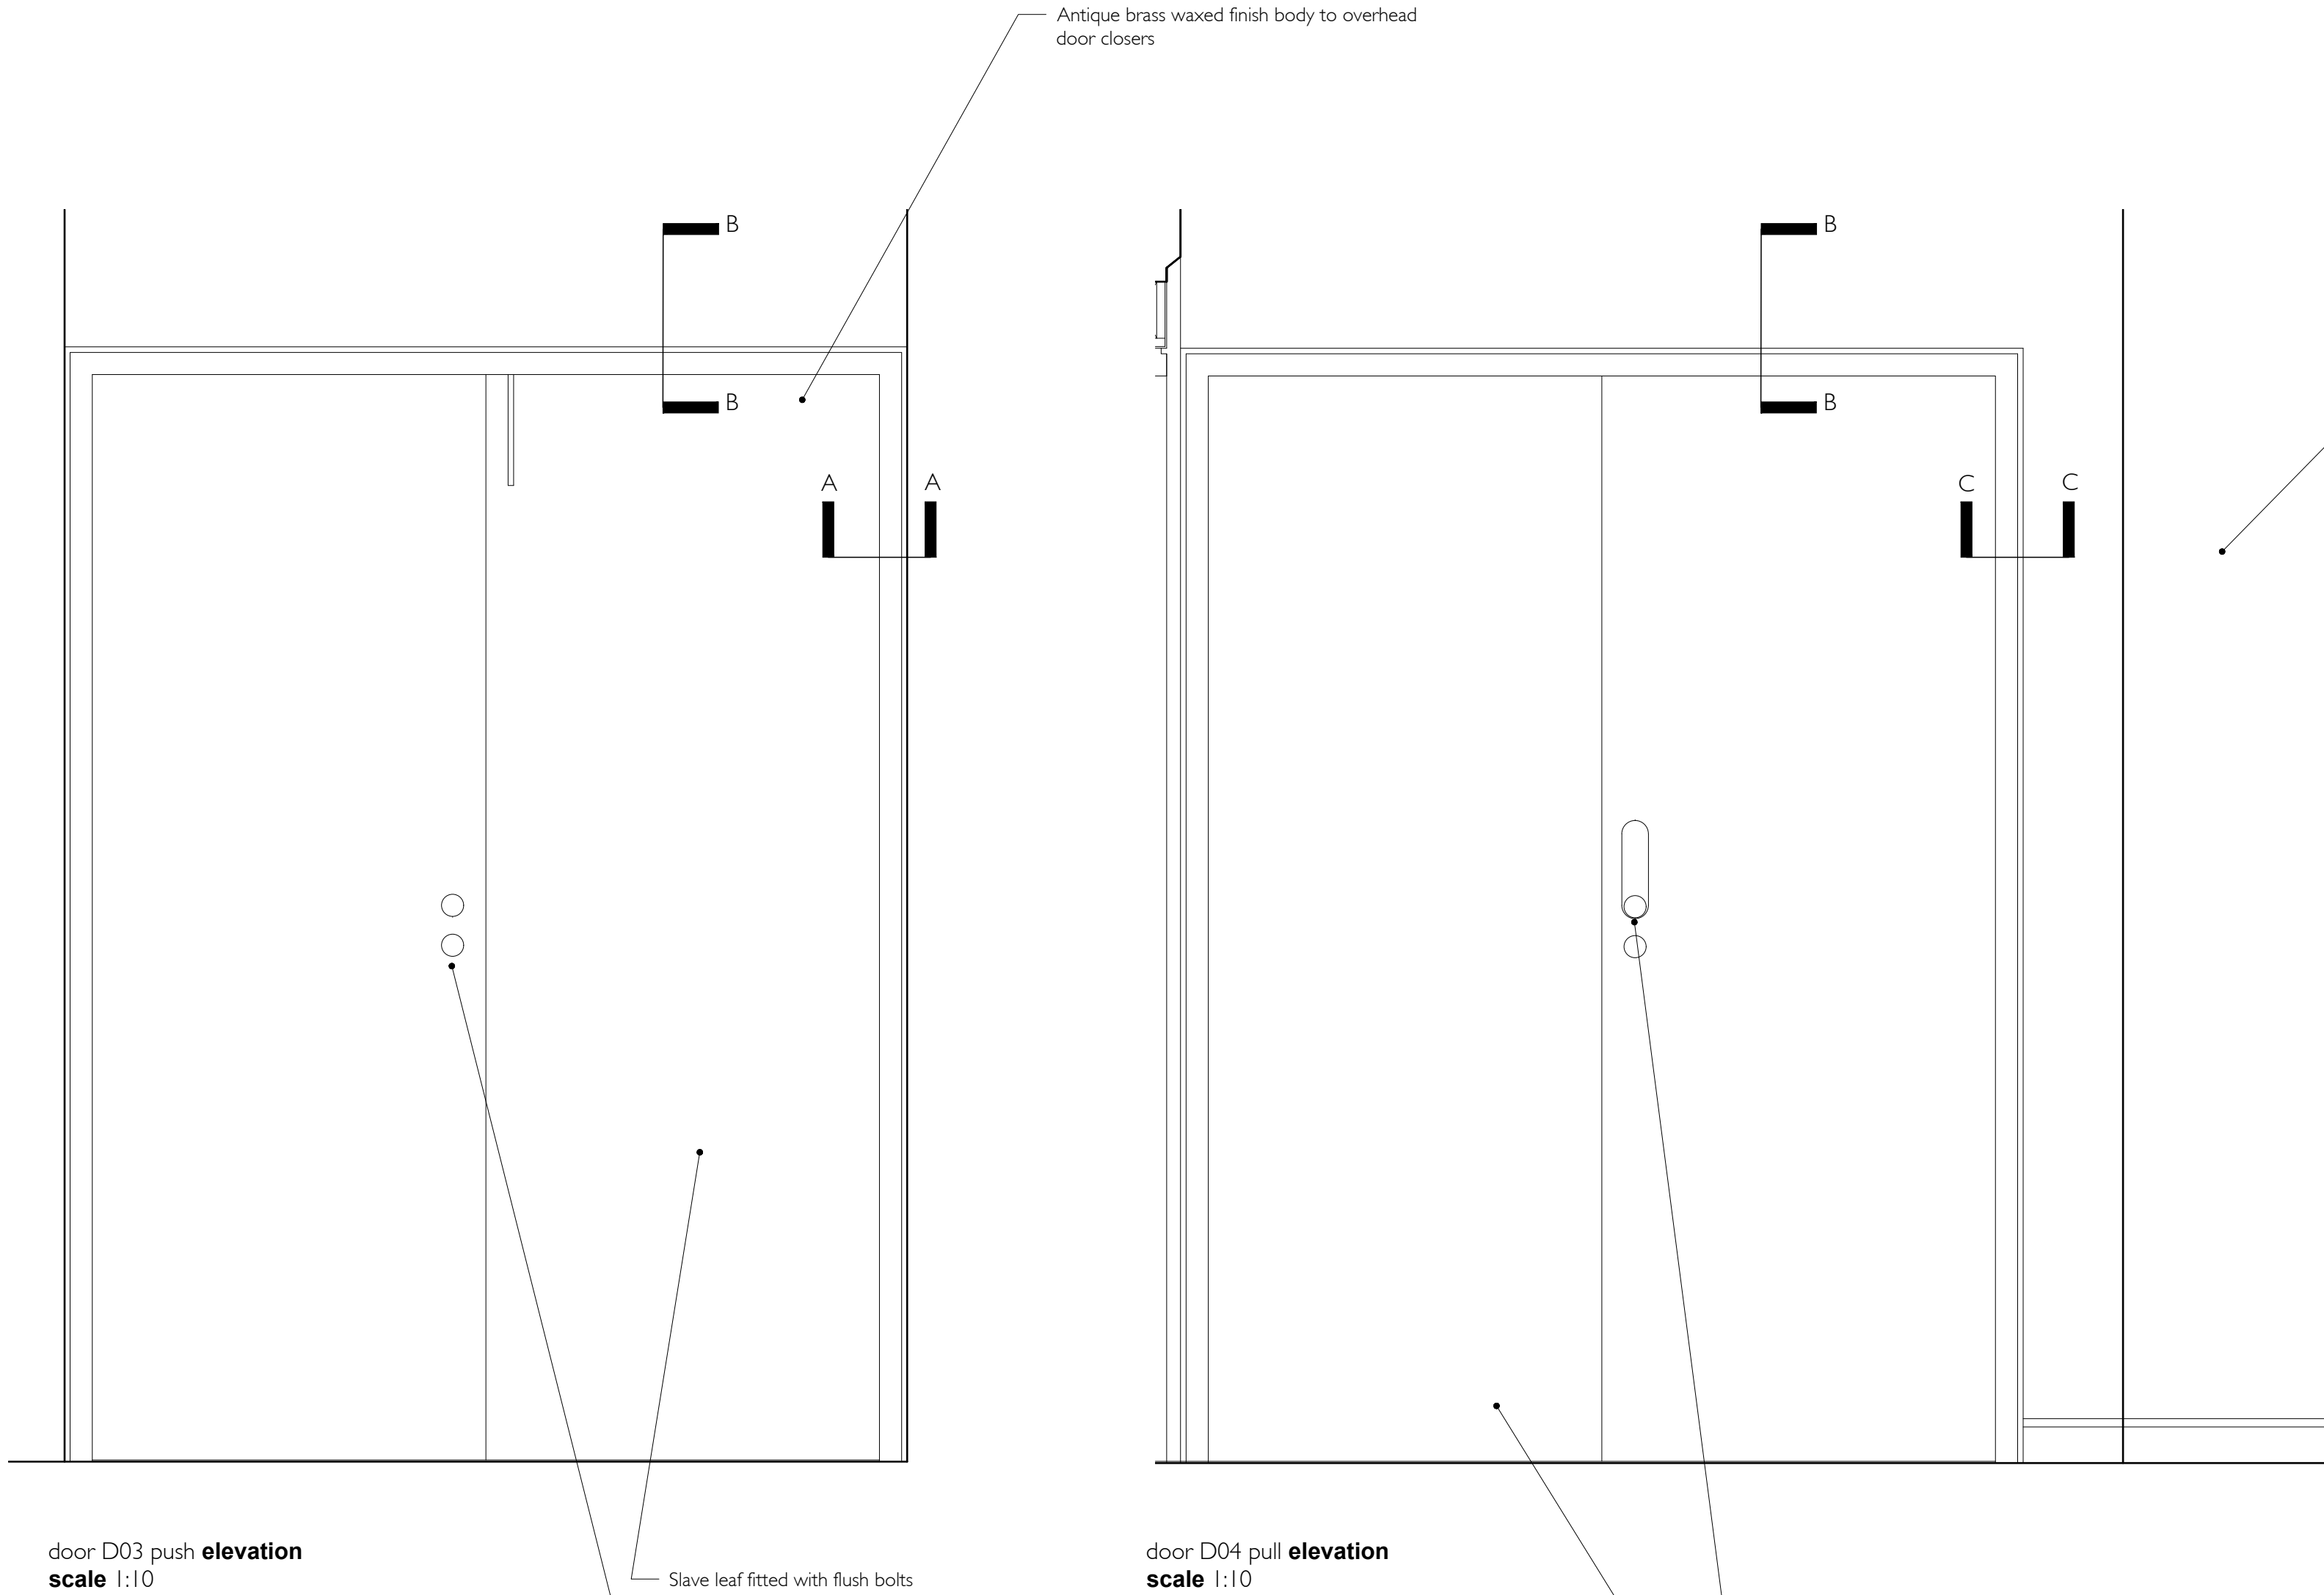 Antique brass waxed finish body to overhead
door closers
B
B
B
B
A
A
C
C
door D03 push elevation
scale 1:10
Slave leaf fitted with flush bolts
door D04 pull elevation
scale 1:10